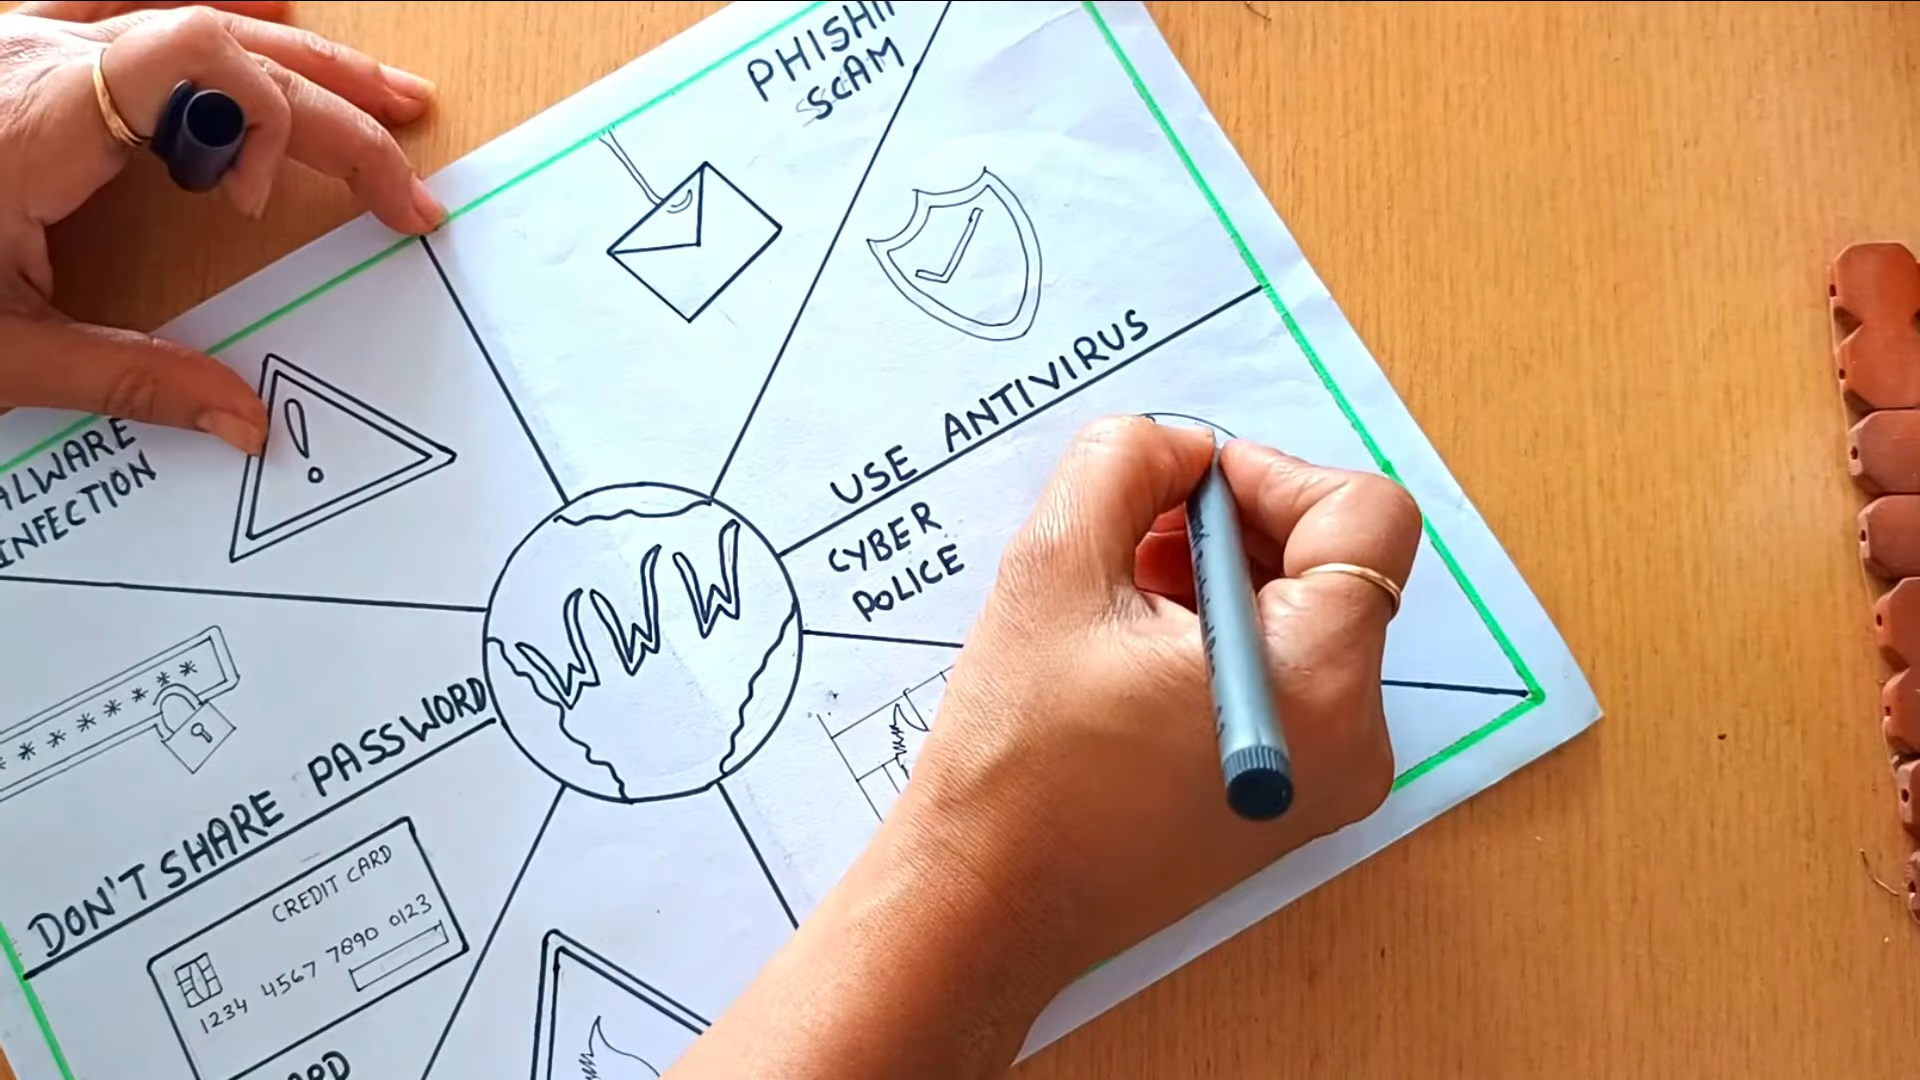 SCAM
USE ANTIVIRUS
CYBER
POLICE
INFECTION
WWW
* * * * * * * *
DON'T SHARE PASSWORD
CREDIT CARD
1234 4567 7890 0123